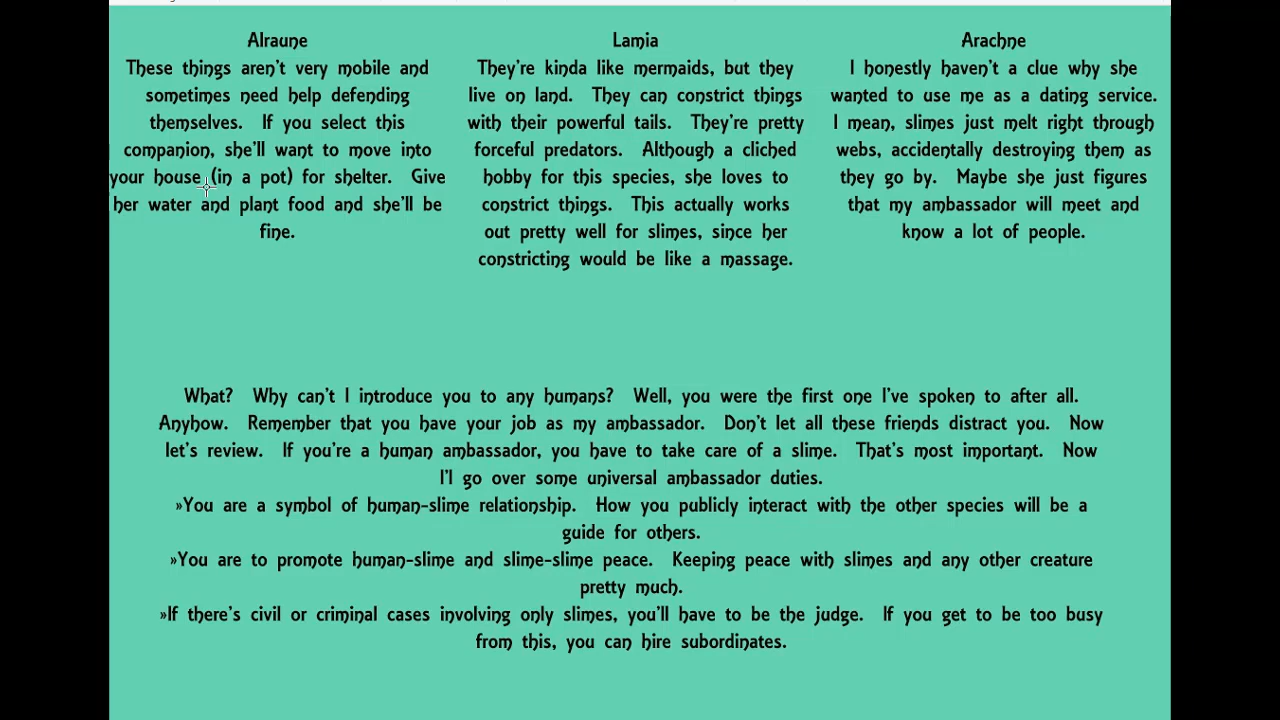 Alraune
These things aren't very mobile and
sometimes need help defending
themselves. If you select this
companion, she'll want to move into
your house (in a pot) for shelter. Give
her water and plant food and she'll be
fine.
Lamia
They're kinda like mermaids, but they
live on land. They can constrict things
with their powerful tails. They're pretty
forceful predators. Although a cliched
hobby for this species, she loves to
constrict things. This actually works
out pretty well for slimes, since her
constricting would be like a massage.
Arachne
I honestly haven't a clue why she
wanted to use me as a dating service.
I mean, slimes just melt right through
webs, accidentally destroying them as
they go by. Maybe she just figures
that my ambassador will meet and
know a lot of people.
What? Why can't I introduce you to any humans? Well, you were the first one I've spoken to after all.
Anyhow. Remember that you have your job as my ambassador. Don't let all these friends distract you. Now
let's review. If you're a human ambassador, you have to take care of a slime. That's most important. Now
I'l go over some universal ambassador duties.
»You are a symbol of human-slime relationship. How you publicly interact with the other species will be a
guide for others.
»You are to promote human-slime and slime-slime peace. Keeping peace with slimes and any other creature
pretty much.
»If there's civil or criminal cases involving only slimes, you'll have to be the judge. If you get to be too busy
from this, you can hire subordinates.